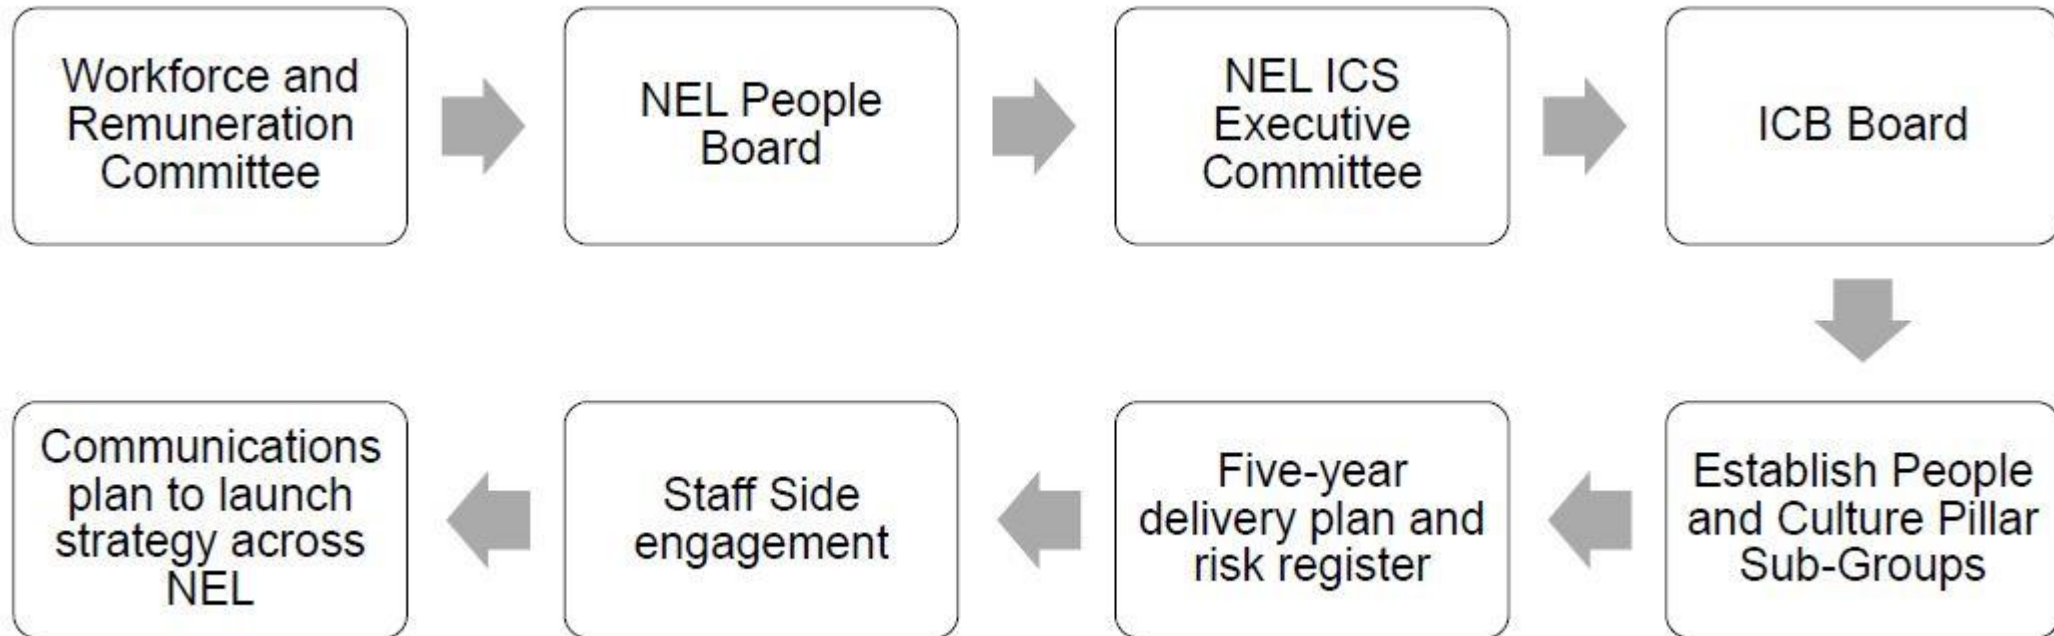 Workforce and
Remuneration
Committee
NEL People
Board
NEL ICS
Executive
Committee
ICB Board
Establish People
and Culture Pillar
Sub-Groups
Five-year
delivery plan and
risk register
Staff Side
engagement
Communications
plan to launch
strategy across
NEL